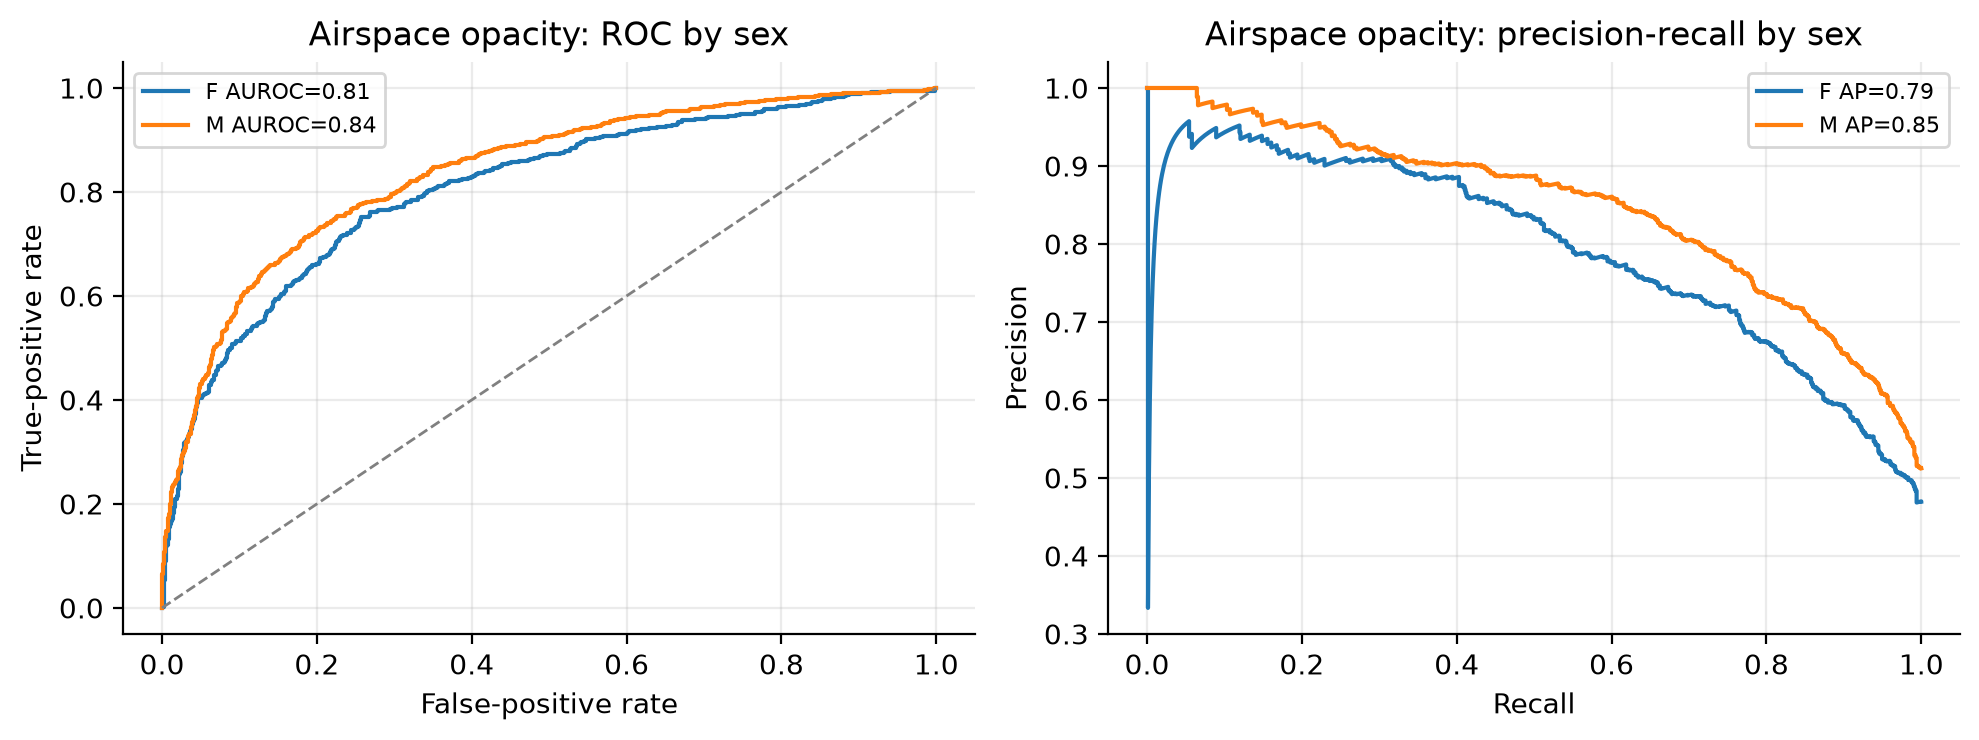 Airspace opacity: ROC by sex
F AUROC=0.81
M AUROC=0.84
True-positive rate
1.0
0.8
0.6
0.4
0.2
0.0
0.0 0.2 0.4 0.6 0.8 1.0
False-positive rate
Airspace opacity: precision-recall by sex
F AP=0.79
M AP=0.85
Precision
1.0
0.9
0.8
0.7
0.6
0.5
0.4
0.3
0.0 0.2 0.4 0.6 0.8 1.0
Recall